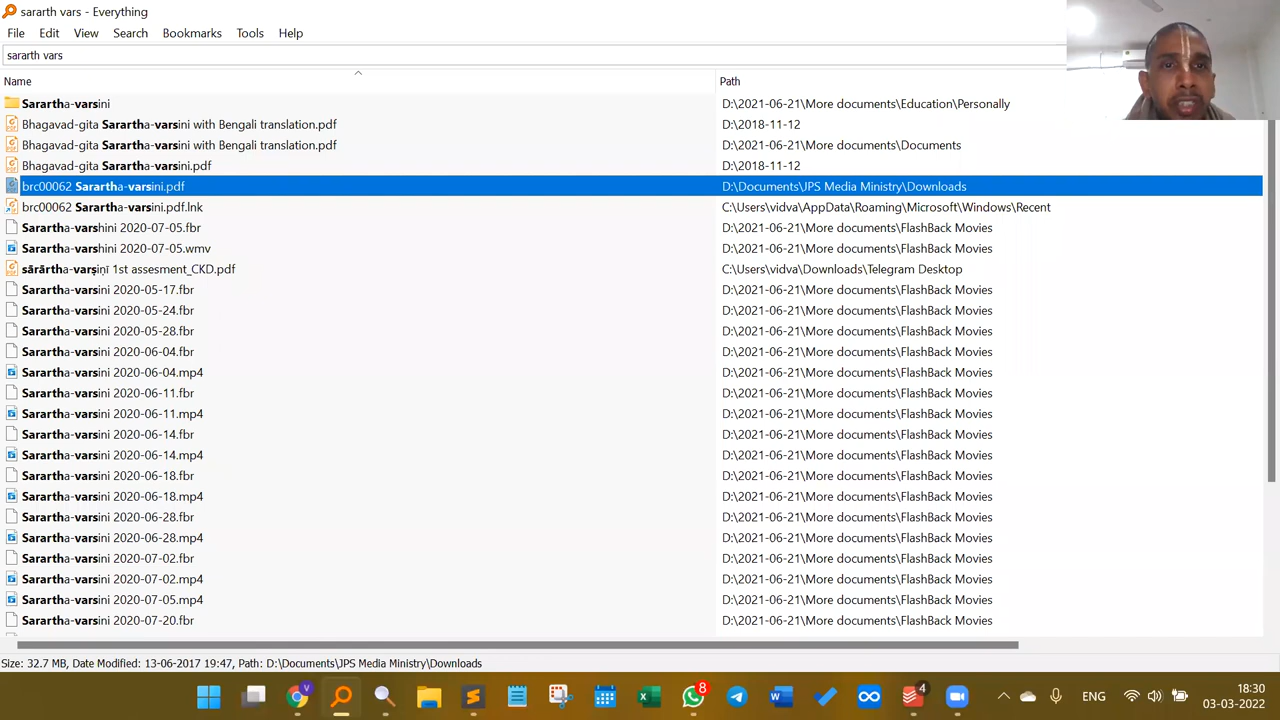 sararth vars - Everything
File Edit View Search Bookmarks Tools Help
sararth vars
Name Path
Sarartha-varsini D:\2021-06-21\More documents\Education\Personally
Bhagavad-gita Sarartha-varsini with Bengali translation.pdf D:\2018-11-12
Bhagavad-gita Sarartha-varsini with Bengali translation.pdf D:\2021-06-21\More documents\Documents
Bhagavad-gita Sarartha-varsini.pdf D:\2018-11-12
brc00062 Sarartha-varsini.pdf D:\Documents\JPS Media Ministry\Downloads
brc00062 Sarartha-varsini.pdf.lnk C:\Users\vidva\AppData\Roaming\Microsoft\Windows\Recent
Sarartha-varshini 2020-07-05.fbr D:\2021-06-21\More documents\FlashBack Movies
Sarartha-varshini 2020-07-05.wmv D:\2021-06-21\More documents\FlashBack Movies
sārārtha-varṣiṇī 1st assesment_CKD.pdf C:\Users\vidva\Downloads\Telegram Desktop
Sarartha-varsini 2020-05-17.fbr D:\2021-06-21\More documents\FlashBack Movies
Sarartha-varsini 2020-05-24.fbr D:\2021-06-21\More documents\FlashBack Movies
Sarartha-varsini 2020-05-28.fbr D:\2021-06-21\More documents\FlashBack Movies
Sarartha-varsini 2020-06-04.fbr D:\2021-06-21\More documents\FlashBack Movies
Sarartha-varsini 2020-06-04.mp4 D:\2021-06-21\More documents\FlashBack Movies
Sarartha-varsini 2020-06-11.fbr D:\2021-06-21\More documents\FlashBack Movies
Sarartha-varsini 2020-06-11.mp4 D:\2021-06-21\More documents\FlashBack Movies
Sarartha-varsini 2020-06-14.fbr D:\2021-06-21\More documents\FlashBack Movies
Sarartha-varsini 2020-06-14.mp4 D:\2021-06-21\More documents\FlashBack Movies
Sarartha-varsini 2020-06-18.fbr D:\2021-06-21\More documents\FlashBack Movies
Sarartha-varsini 2020-06-18.mp4 D:\2021-06-21\More documents\FlashBack Movies
Sarartha-varsini 2020-06-28.fbr D:\2021-06-21\More documents\FlashBack Movies
Sarartha-varsini 2020-06-28.mp4 D:\2021-06-21\More documents\FlashBack Movies
Sarartha-varsini 2020-07-02.fbr D:\2021-06-21\More documents\FlashBack Movies
Sarartha-varsini 2020-07-02.mp4 D:\2021-06-21\More documents\FlashBack Movies
Sarartha-varsini 2020-07-05.mp4 D:\2021-06-21\More documents\FlashBack Movies
Sarartha-varsini 2020-07-20.fbr D:\2021-06-21\More documents\FlashBack Movies
Size: 32.7 MB, Date Modified: 13-06-2017 19:47, Path: D:\Documents\JPS Media Ministry\Downloads
V 8 4 ENG 18:30
03-03-2022